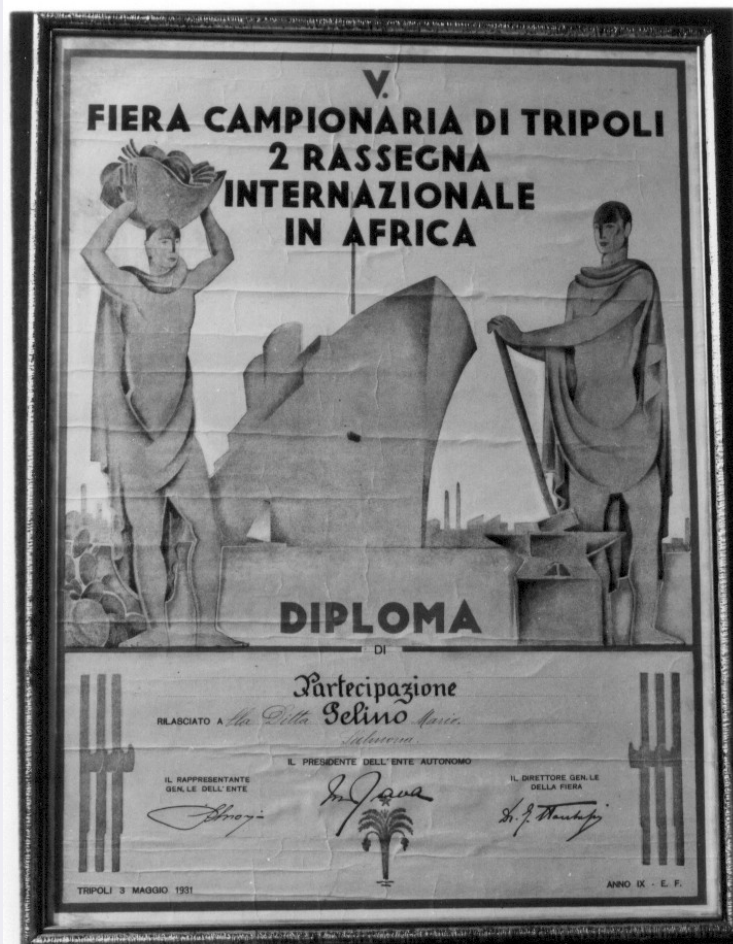 V.
FIERA CAMPIONARIA DI TRIPOLI
2 RASSEGNA
INTERNAZIONALE
IN AFRICA
DIPLOMA
DI
Partecipazione
RILASCIATO A lla Ditta Pelino Mario.
IL PRESIDENTE DELL'ENTE AUTONOMO
IL RAPPRESENTANTE
GEN.LE DELL'ENTE
IL DIRETTORE GEN.LE
DELLA FIERA
TRIPOLI 3 MAGGIO 1931
ANNO IX - E. F.